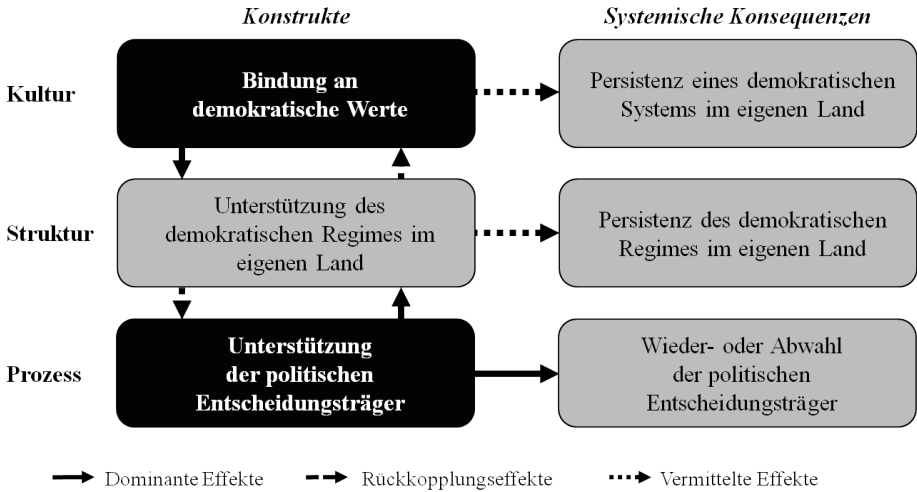 Konstrukte
Systemische Konsequenzen
Kultur
Bindung an
demokratische Werte
Persistenz eines demokratischen
Systems im eigenen Land
Struktur
Unterstützung des
demokratischen Regimes im
eigenen Land
Persistenz des demokratischen
Regimes im eigenen Land
Prozess
Unterstützung
der politischen
Entscheidungsträger
Wieder- oder Abwahl
der politischen
Entscheidungsträger
Dominante Effekte
Rückkopplungseffekte
Vermittelte Effekte